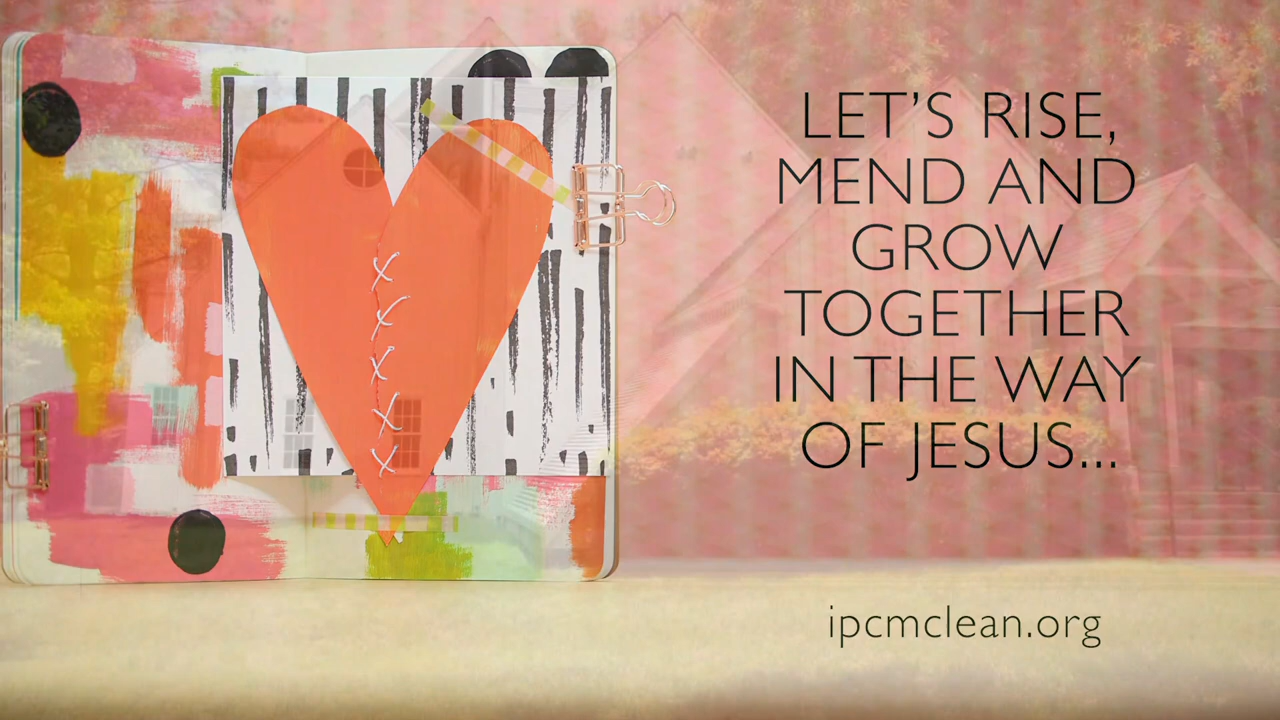 LET’S RISE,
MEND AND
GROW
TOGETHER
IN THE WAY
OF JESUS...
ipcmclean.org